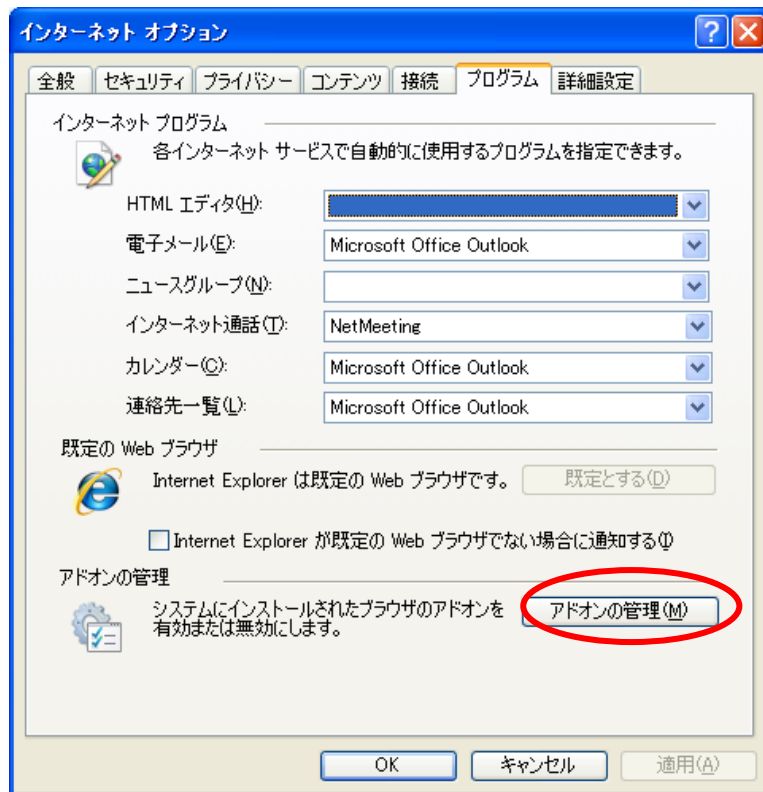 インターネット オプション
全般 セキュリティ プライバシー コンテンツ 接続 プログラム 詳細設定
インターネット プログラム
各インターネット サービスで自動的に使用するプログラムを指定できます。
HTML エディタ(H):
電子メール(E): Microsoft Office Outlook
ニュースグループ(N):
インターネット通話(T): NetMeeting
カレンダー(C): Microsoft Office Outlook
連絡先一覧(L): Microsoft Office Outlook
既定の Web ブラウザ
Internet Explorer は既定の Web ブラウザです。 既定とする(D)
Internet Explorer が既定の Web ブラウザでない場合に通知する(I)
アドオンの管理
システムにインストールされたブラウザのアドオンを
有効または無効にします。
アドオンの管理(M)
OK キャンセル 適用(A)